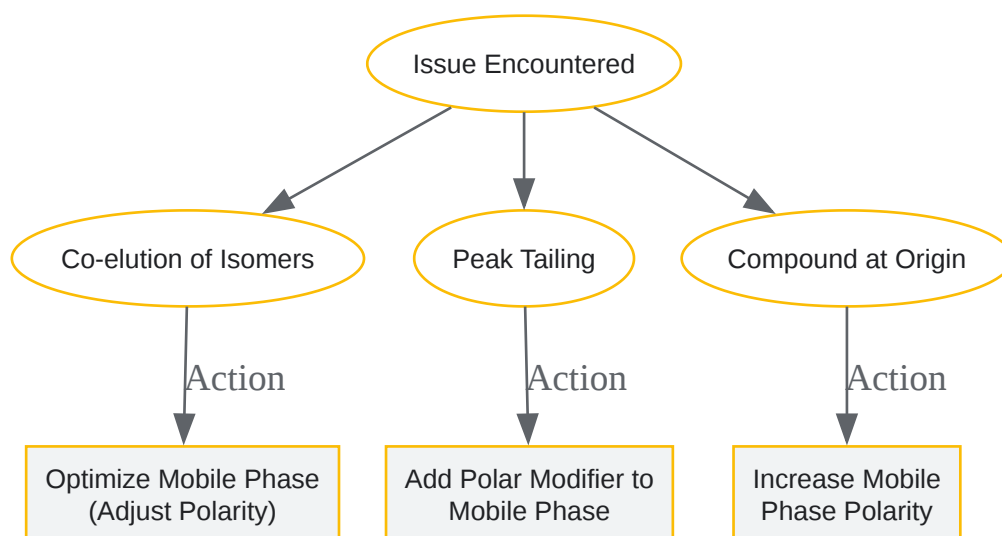 Issue Encountered
Co-elution of Isomers
Peak Tailing
Compound at Origin
Action
Action
Action
Optimize Mobile Phase
(Adjust Polarity)
Add Polar Modifier to
Mobile Phase
Increase Mobile
Phase Polarity